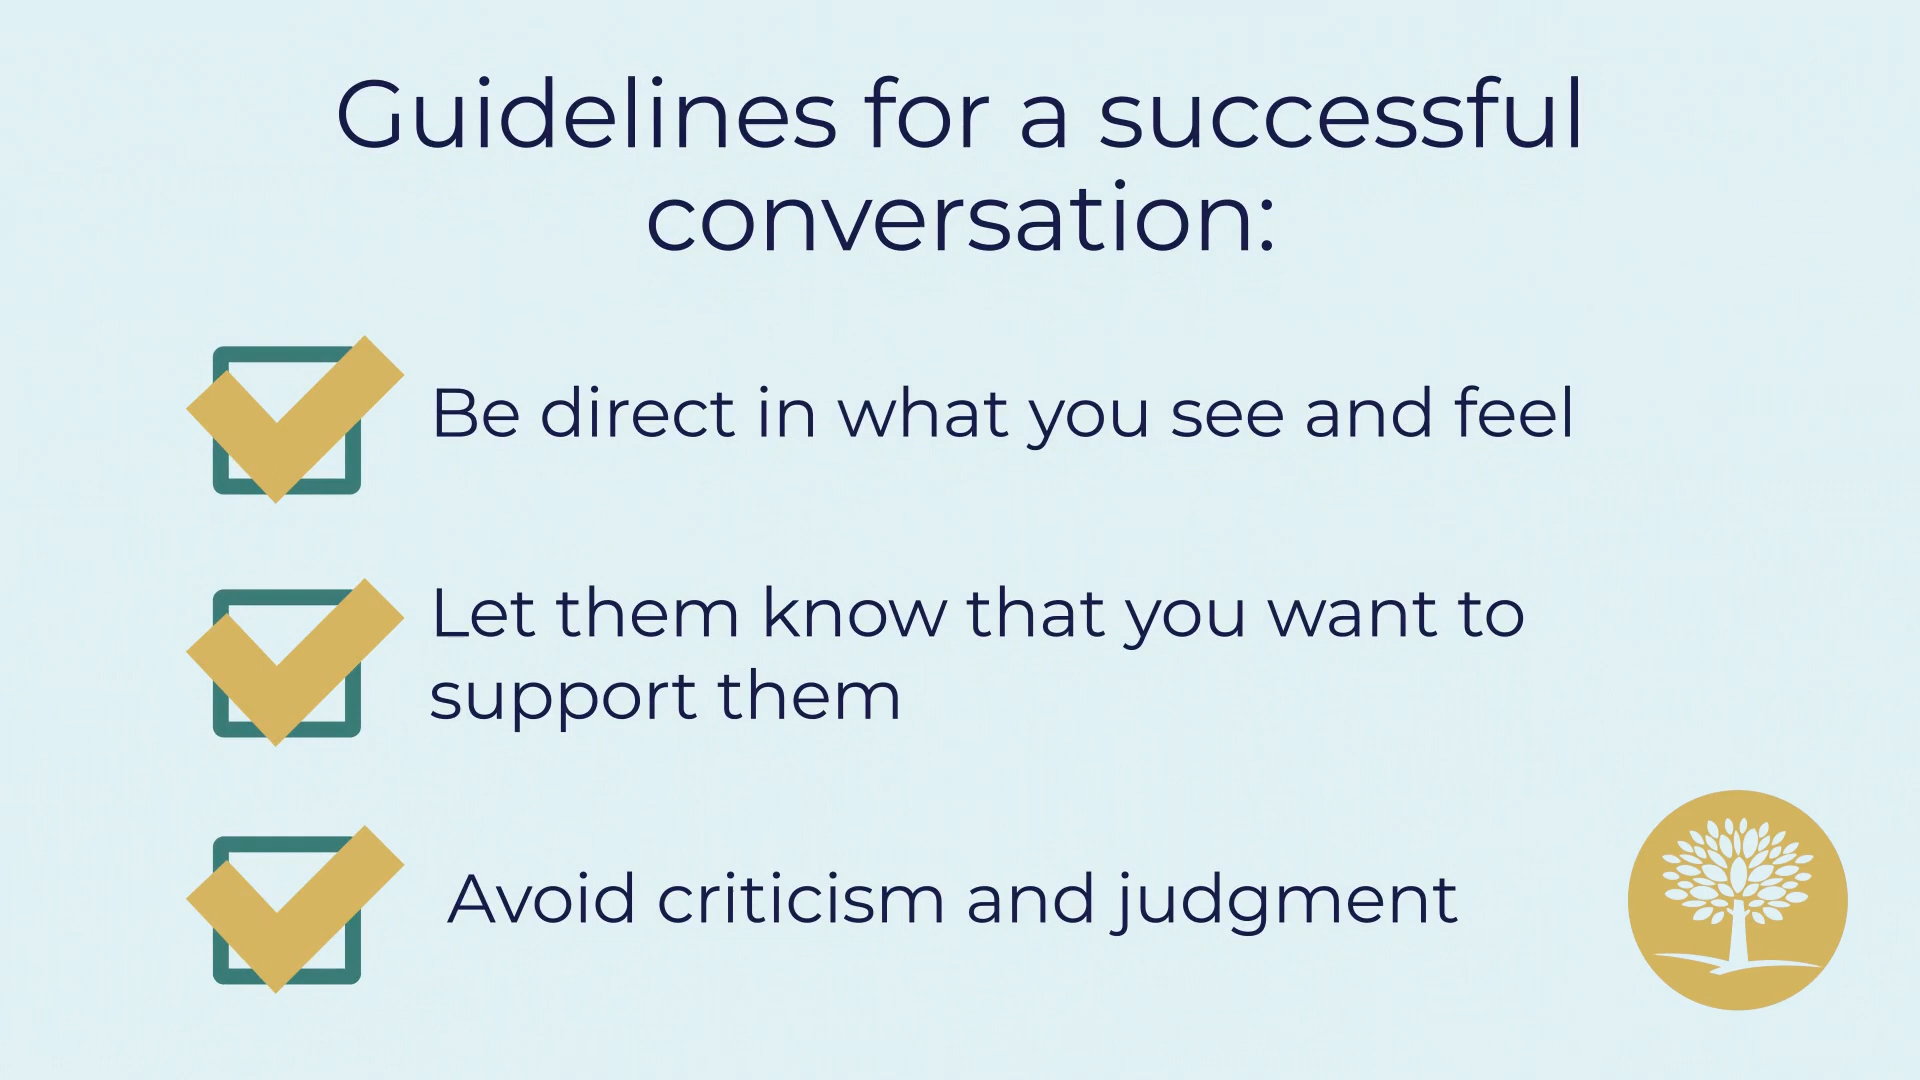 Guidelines for a successful
conversation:
Be direct in what you see and feel
Let them know that you want to
support them
Avoid criticism and judgment